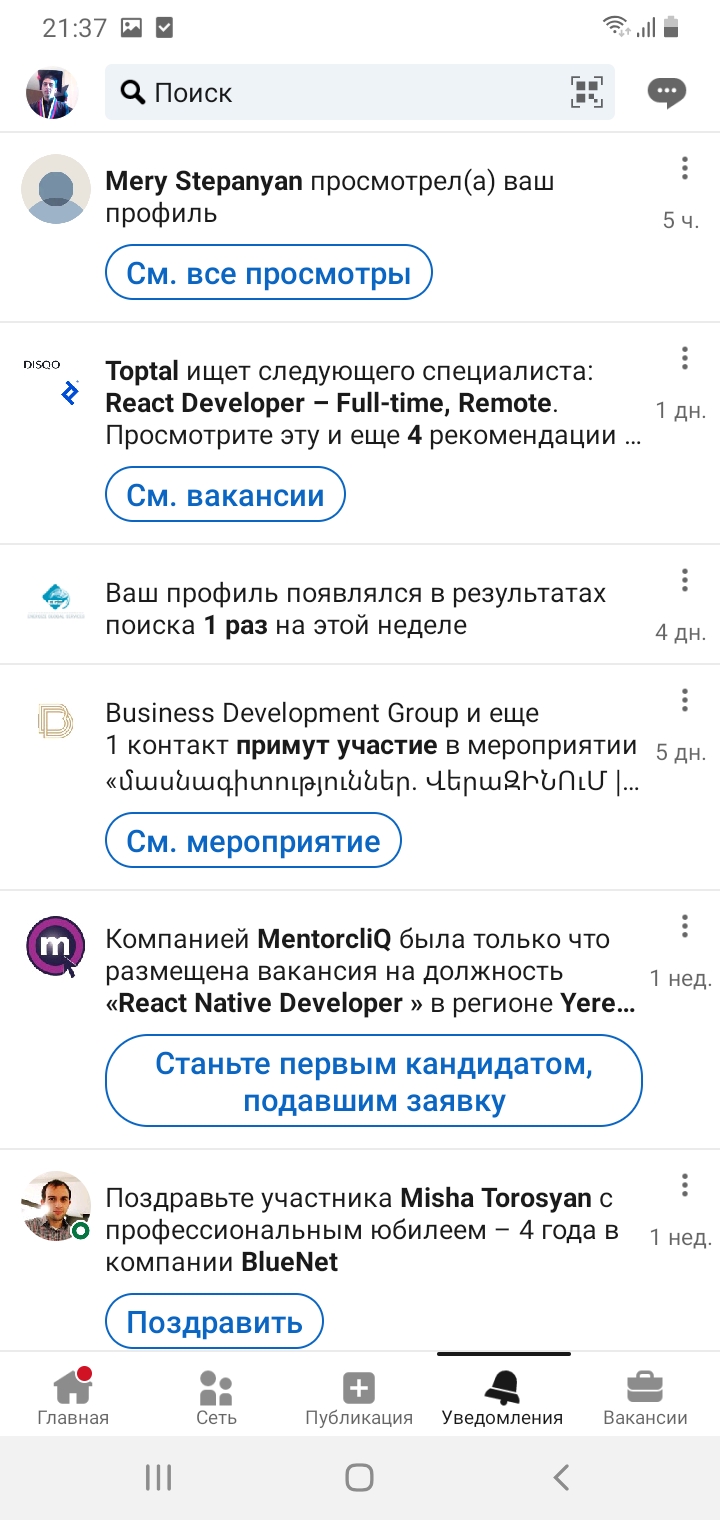 21:37
Поиск
Mery Stepanyan просмотрел(а) ваш
профиль
5 ч.
См. все просмотры
DISQO
Toptal ищет следующего специалиста:
React Developer – Full-time, Remote.
Просмотрите эту и еще 4 рекомендации ...
1 дн.
См. вакансии
Ваш профиль появлялся в результатах
поиска 1 раз на этой неделе
4 дн.
Business Development Group и еще
1 контакт примут участие в мероприятии
«մասնագիտություններ. ՎերաԶԻՆՈւՄ |...
5 дн.
См. мероприятие
m
Компанией MentorcliQ была только что
размещена вакансия на должность
«React Native Developer » в регионе Yere...
1 нед.
Станьте первым кандидатом,
подавшим заявку
Поздравьте участника Misha Torosyan с
профессиональным юбилеем – 4 года в
компании BlueNet
1 нед.
Поздравить
Главная
Сеть
Публикация
Уведомления
Вакансии